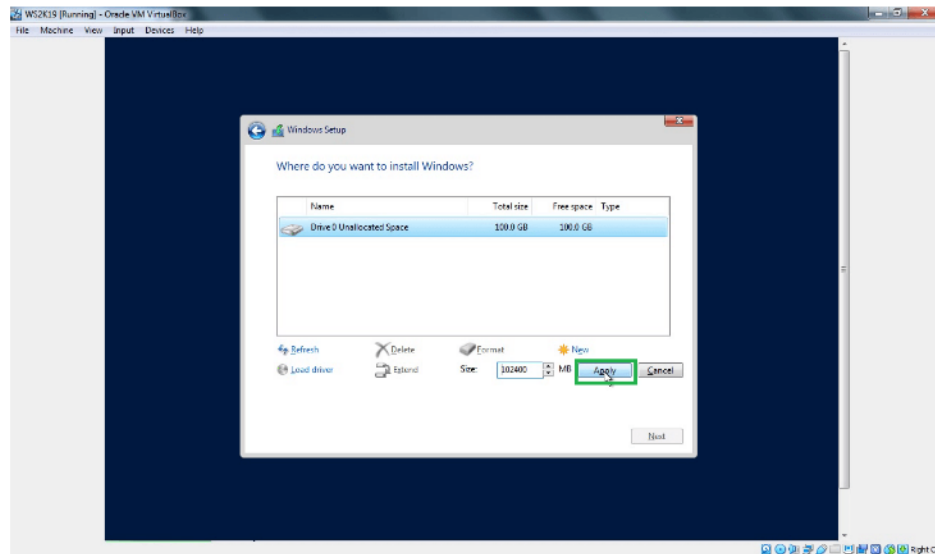 WS2K19 [Running] - Oracle VM VirtualBox
File Machine View Input Devices Help
Windows Setup
Where do you want to install Windows?
Name Total size Free space Type
Drive 0 Unallocated Space 100.0 GB 100.0 GB
Refresh Delete Format New
Load driver Extend Size: 102400 MB Apply Cancel
Next
Right C